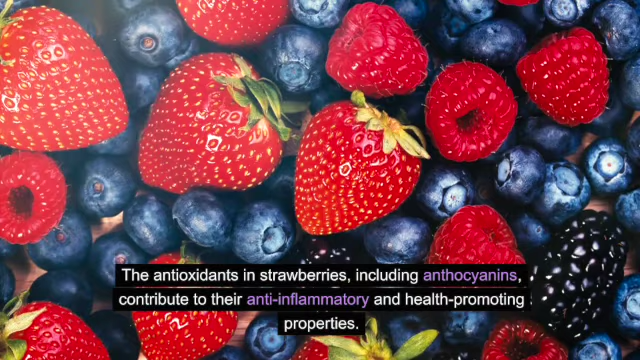 The antioxidants in strawberries, including anthocyanins,
contribute to their anti-inflammatory and health-promoting
properties.